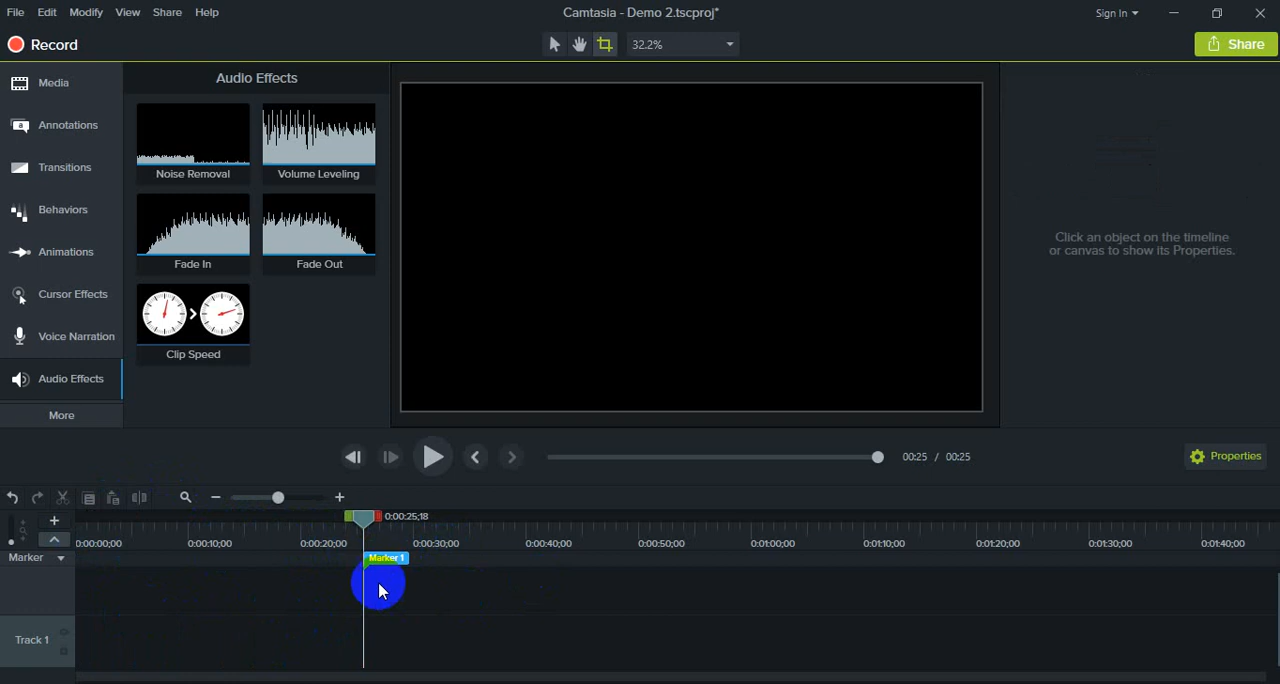 File Edit Modify View Share Help
Camtasia - Demo 2.tscproj*
Sign In
Record
32.2%
Share
Media
Annotations
Transitions
Behaviors
Animations
Cursor Effects
Voice Narration
Audio Effects
More
Audio Effects
Noise Removal
Volume Leveling
Fade In
Fade Out
Clip Speed
Click an object on the timeline
or canvas to show its Properties.
00:25 / 00:25
Properties
0:00:25;18
0:00:00;00 0:00:10;00 0:00:20;00 0:00:30;00 0:00:40;00 0:00:50;00 0:01:00;00 0:01:10;00 0:01:20;00 0:01:30;00 0:01:40;00
Marker
Marker 1
Track 1